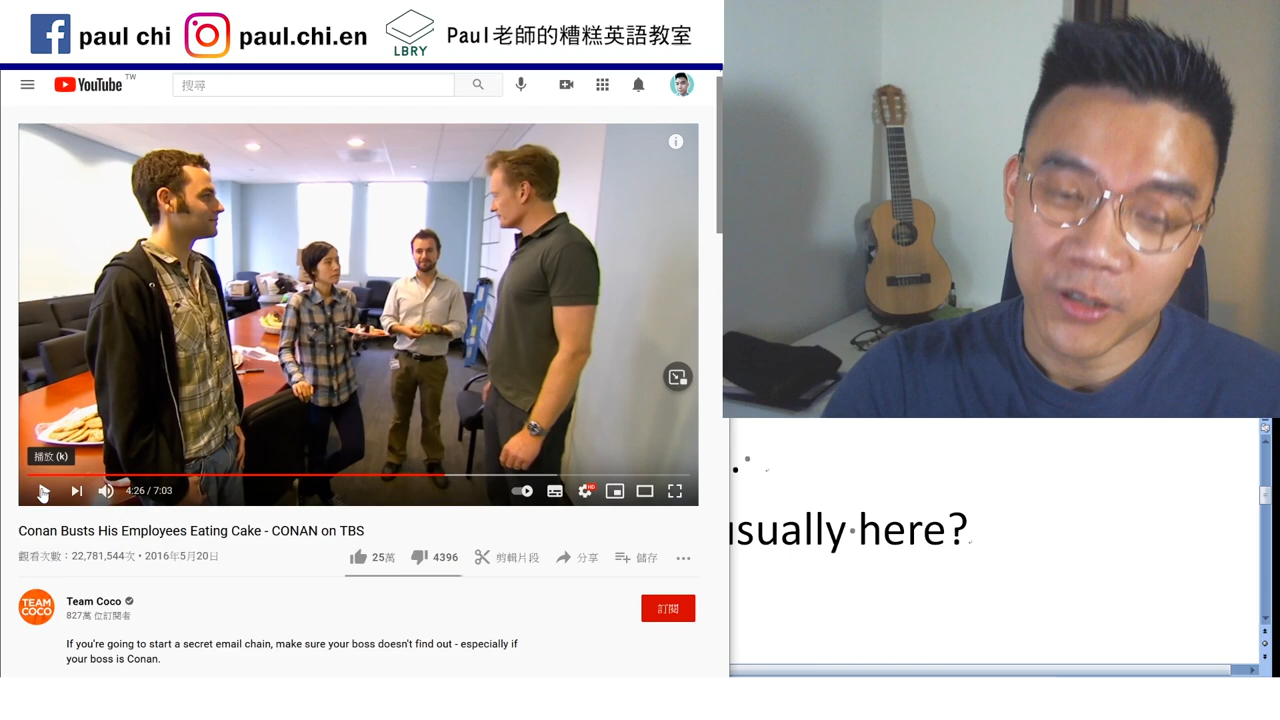 paul chi
paul.chi.en
LBRY
Paul老師的糟糕英語教室
YouTube TW
搜尋
播放 (k)
4:26 / 7:03
HD
Conan Busts His Employees Eating Cake - CONAN on TBS
觀看次數：22,781,544次 • 2016年5月20日
25萬
4396
剪輯片段
分享
儲存
TEAM COCO
Team Coco
827萬 位訂閱者
訂閱
If you're going to start a secret email chain, make sure your boss doesn't find out - especially if
your boss is Conan.
usually here?